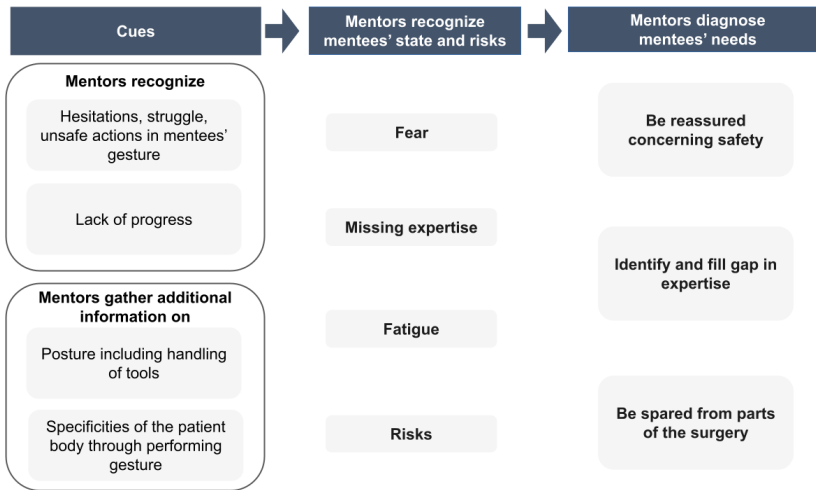 Cues
Mentors recognize
mentees' state and risks
Mentors diagnose
mentees' needs
Mentors recognize
Hesitations, struggle,
unsafe actions in mentees'
gesture
Lack of progress
Mentors gather additional
information on
Posture including handling
of tools
Specificities of the patient
body through performing
gesture
Fear
Missing expertise
Fatigue
Risks
Be reassured
concerning safety
Identify and fill gap in
expertise
Be spared from parts
of the surgery